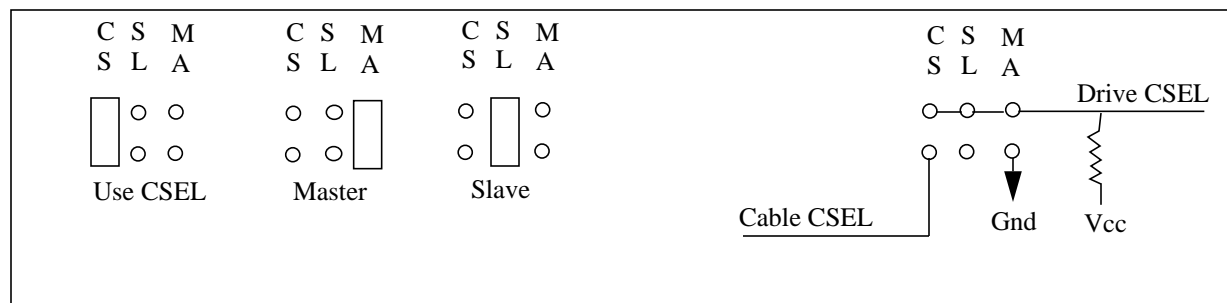 C S M
S L A
C S M
S L A
C S M
S L A
Use CSEL
Master
Slave
C S M
S L A
Drive CSEL
Cable CSEL
Gnd
Vcc